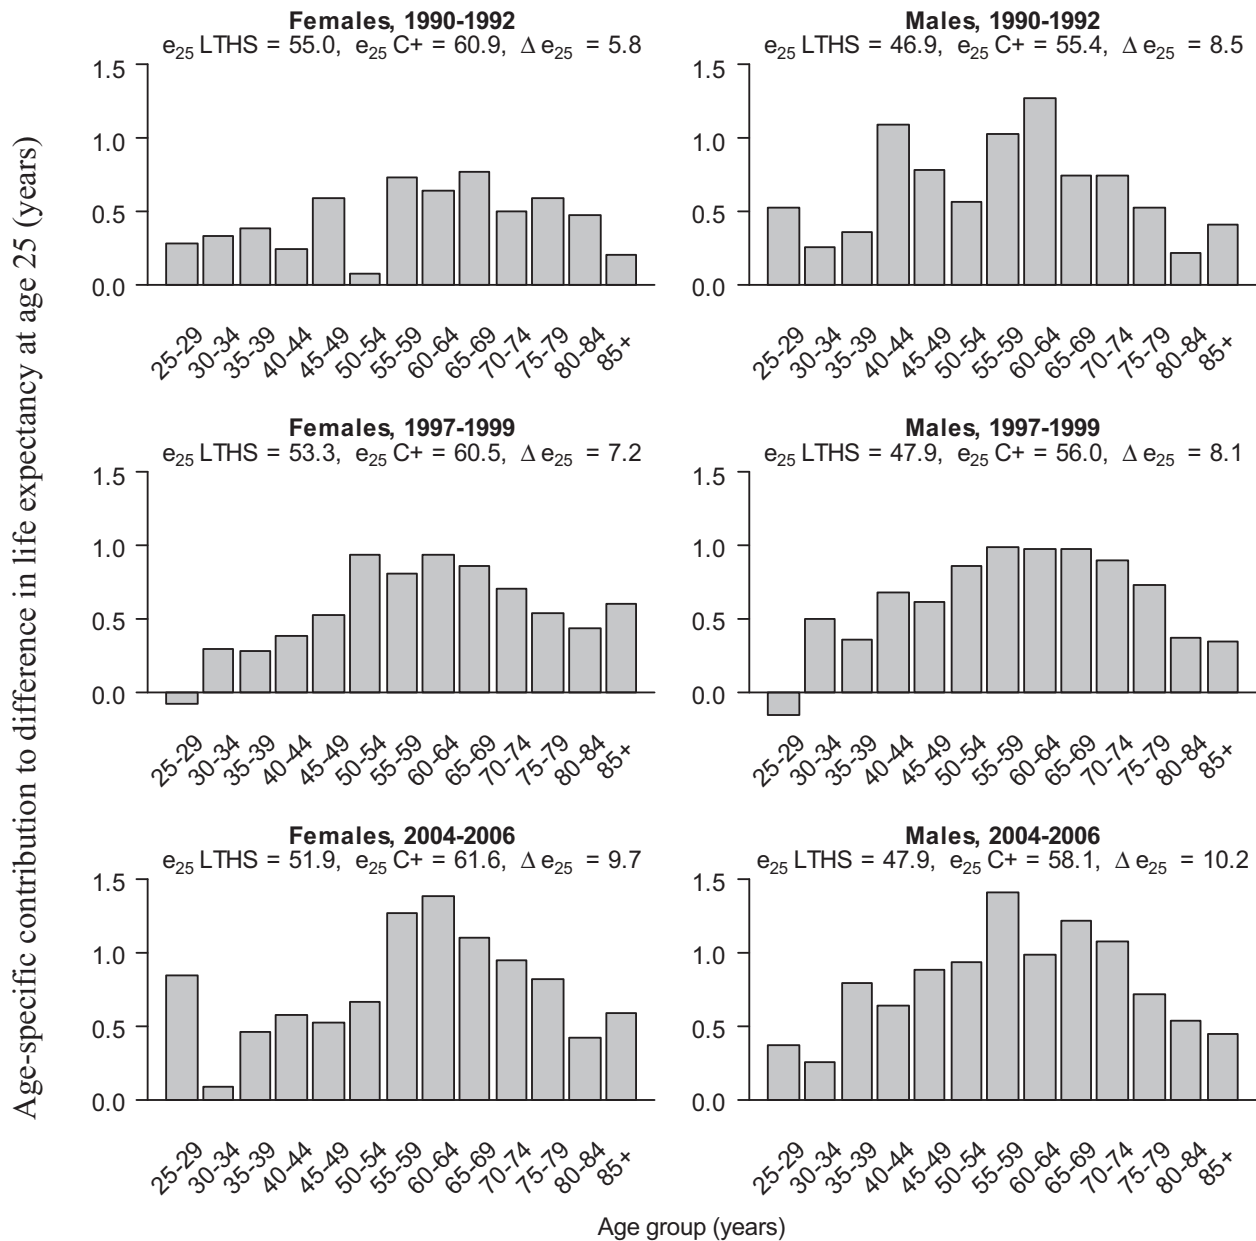 Age-specific contribution to difference in life expectancy at age 25 (years)
Females, 1990-1992
e25 LTHS = 55.0, e25 C+ = 60.9, Δ e25 = 5.8
1.5
1.0
0.5
0.0
25-29 30-34 35-39 40-44 45-49 50-54 55-59 60-64 65-69 70-74 75-79 80-84 85+
Males, 1990-1992
e25 LTHS = 46.9, e25 C+ = 55.4, Δ e25 = 8.5
1.5
1.0
0.5
0.0
25-29 30-34 35-39 40-44 45-49 50-54 55-59 60-64 65-69 70-74 75-79 80-84 85+
Females, 1997-1999
e25 LTHS = 53.3, e25 C+ = 60.5, Δ e25 = 7.2
1.5
1.0
0.5
0.0
25-29 30-34 35-39 40-44 45-49 50-54 55-59 60-64 65-69 70-74 75-79 80-84 85+
Males, 1997-1999
e25 LTHS = 47.9, e25 C+ = 56.0, Δ e25 = 8.1
1.5
1.0
0.5
0.0
25-29 30-34 35-39 40-44 45-49 50-54 55-59 60-64 65-69 70-74 75-79 80-84 85+
Females, 2004-2006
e25 LTHS = 51.9, e25 C+ = 61.6, Δ e25 = 9.7
1.5
1.0
0.5
0.0
25-29 30-34 35-39 40-44 45-49 50-54 55-59 60-64 65-69 70-74 75-79 80-84 85+
Males, 2004-2006
e25 LTHS = 47.9, e25 C+ = 58.1, Δ e25 = 10.2
1.5
1.0
0.5
0.0
25-29 30-34 35-39 40-44 45-49 50-54 55-59 60-64 65-69 70-74 75-79 80-84 85+
Age group (years)